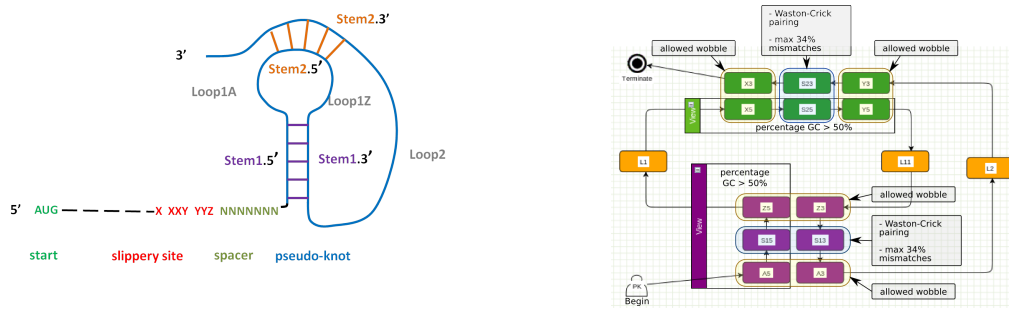 Stem2.3’
3’
Stem2.5’
Loop1A
Loop1Z
Stem1.5’
Stem1.3’
Loop2
5’
AUG
X XXY YYZ
NNNNNNN
start
slippery site
spacer
pseudo-knot
- Waston-Crick
pairing
- max 34%
mismatches
allowed wobble
allowed wobble
Terminate
X3
S23
Y3
View
X5
S25
Y5
percentage GC > 50%
L1
L11
L2
percentage
GC > 50%
View
allowed wobble
Z5
Z3
- Waston-Crick
pairing
- max 34%
mismatches
S15
S13
A5
A3
allowed wobble
PK
Begin